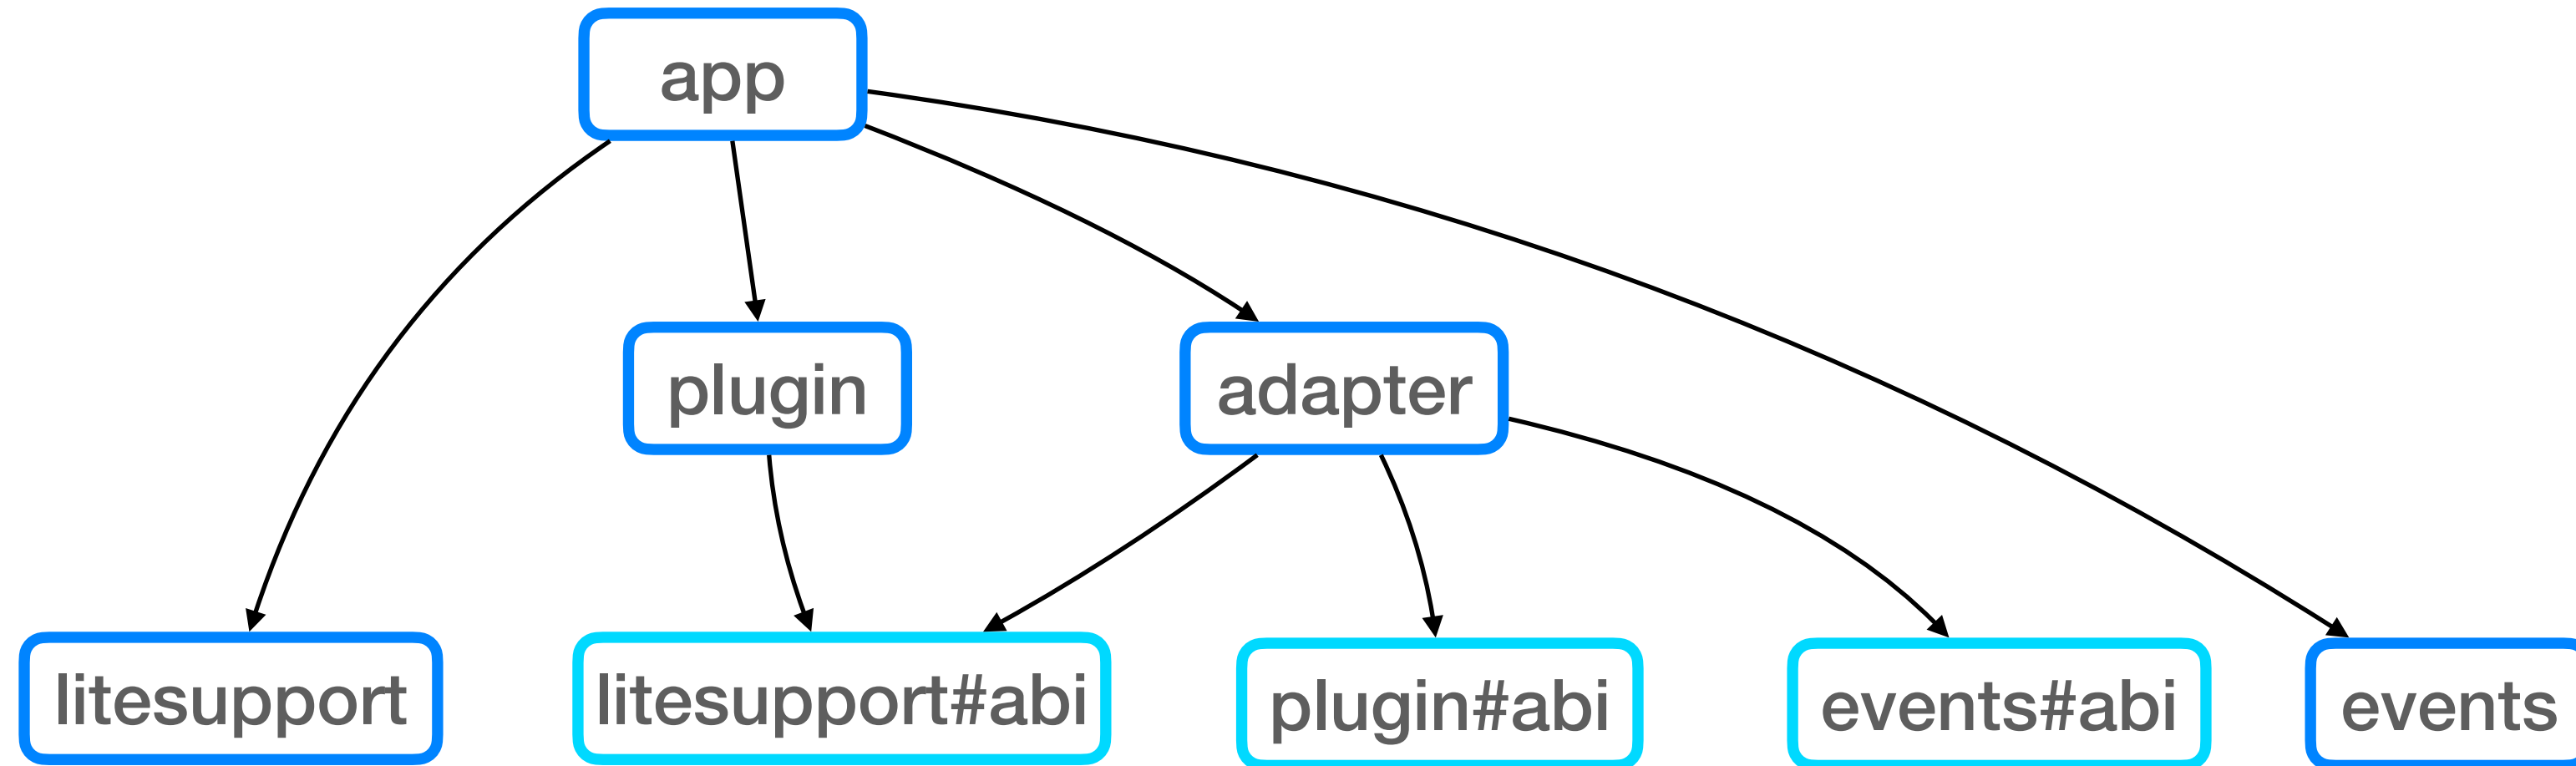 app
plugin
adapter
litesupport
litesupport#abi
plugin#abi
events#abi
events